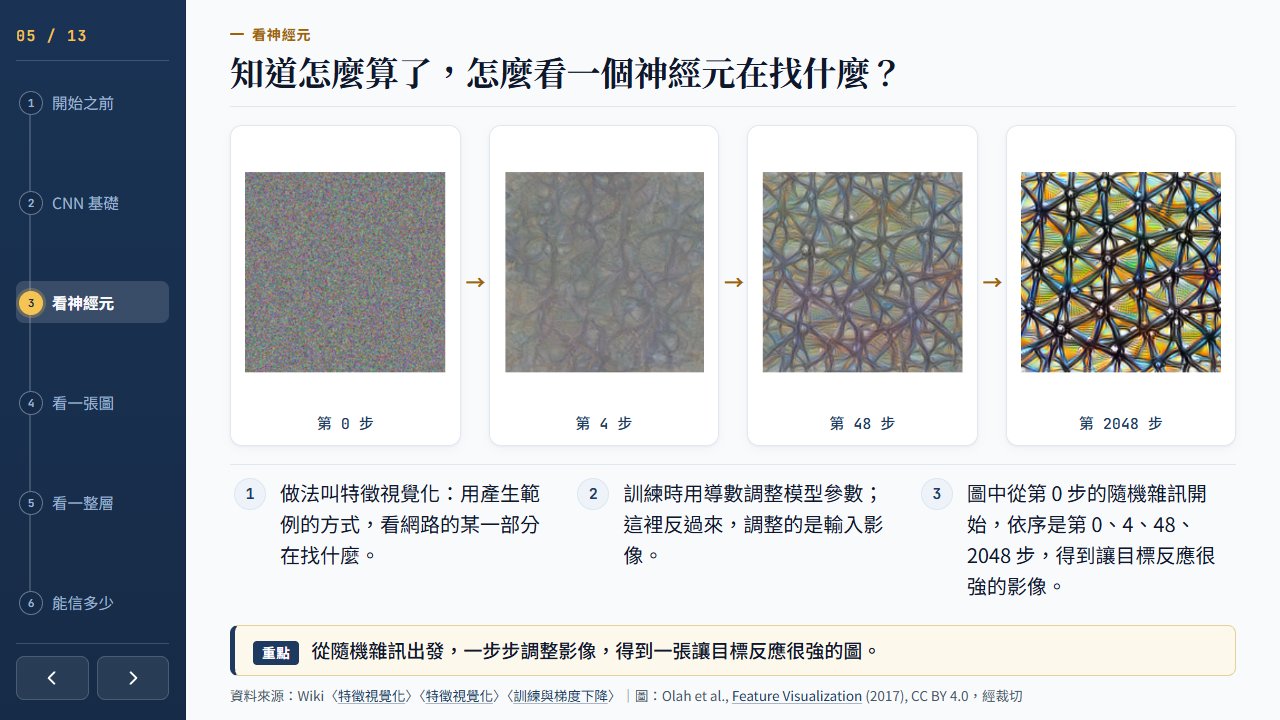 05 / 13
1 開始之前
2 CNN 基礎
3 看神經元
4 看一張圖
5 看一整層
6 能信多少
看神經元
知道怎麼算了，怎麼看一個神經元在找什麼？
第 0 步
→
第 4 步
→
第 48 步
→
第 2048 步
1 做法叫特徵視覺化：用產生範
例的方式，看網路的某一部分
在找什麼。
2 訓練時用導數調整模型參數；
這裡反過來，調整的是輸入影
像。
3 圖中從第 0 步的隨機雜訊開
始，依序是第 0、4、48、
2048 步，得到讓目標反應很
強的影像。
重點 從隨機雜訊出發，一步步調整影像，得到一張讓目標反應很強的圖。
資料來源：Wiki〈特徵視覺化〉〈特徵視覺化〉〈訓練與梯度下降〉｜圖：Olah et al., Feature Visualization (2017), CC BY 4.0，經裁切